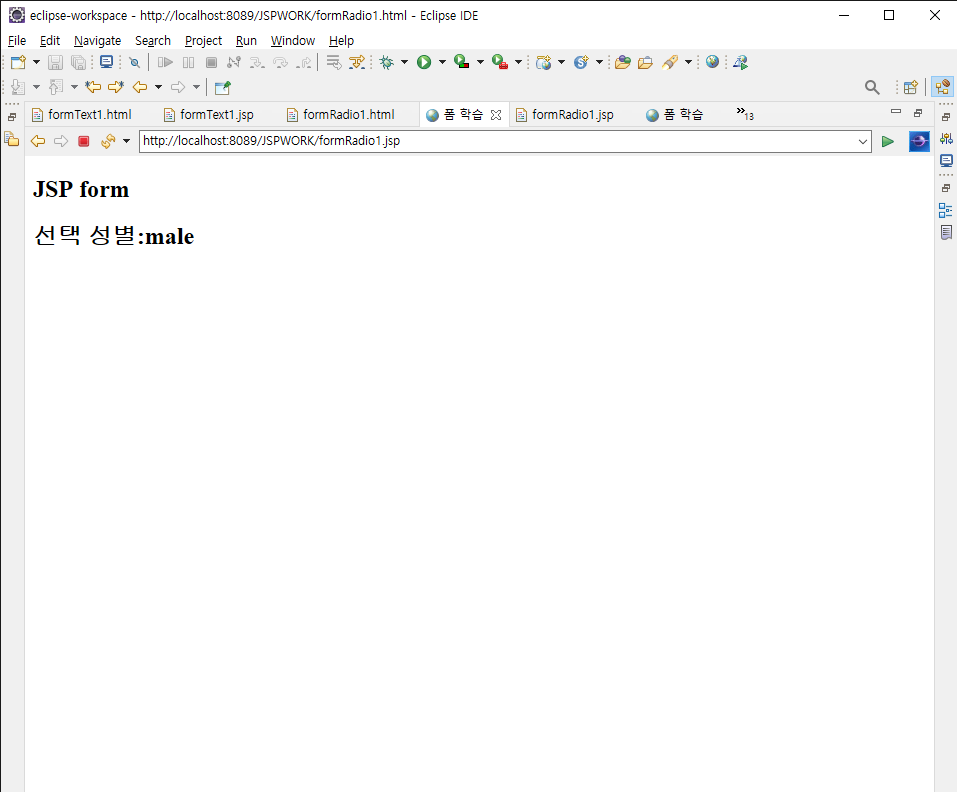 eclipse-workspace - http://localhost:8089/JSPWORK/formRadio1.html - Eclipse IDE
File Edit Navigate Search Project Run Window Help
formText1.html formText1.jsp formRadio1.html 폼 학습 formRadio1.jsp 폼 학습 »13
http://localhost:8089/JSPWORK/formRadio1.jsp
JSP form
선택 성별:male